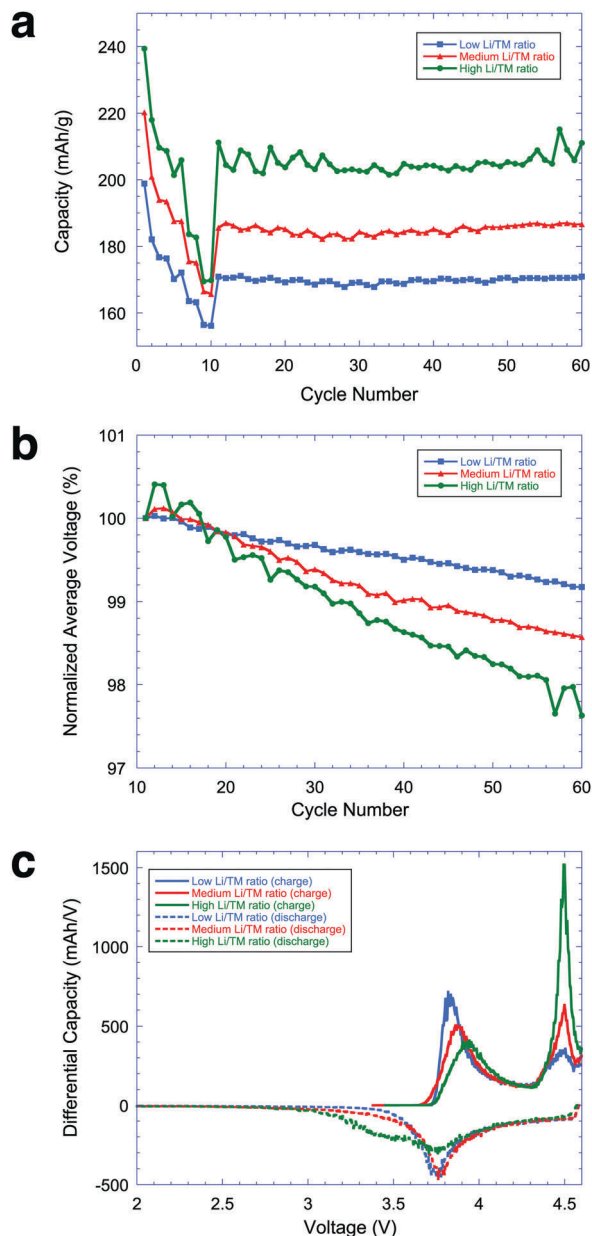 a
240
220
200
180
160
Capacity (mAh/g)
Low Li/TM ratio
Medium Li/TM ratio
High Li/TM ratio
0 10 20 30 40 50 60
Cycle Number
b
101
100
99
98
97
Normalized Average Voltage (%)
Low Li/TM ratio
Medium Li/TM ratio
High Li/TM ratio
10 20 30 40 50 60
Cycle Number
c
1500
1000
500
0
-500
Differential Capacity (mAh/V)
Low Li/TM ratio (charge)
Medium Li/TM ratio (charge)
High Li/TM ratio (charge)
Low Li/TM ratio (discharge)
Medium Li/TM ratio (discharge)
High Li/TM ratio (discharge)
2 2.5 3 3.5 4 4.5
Voltage (V)